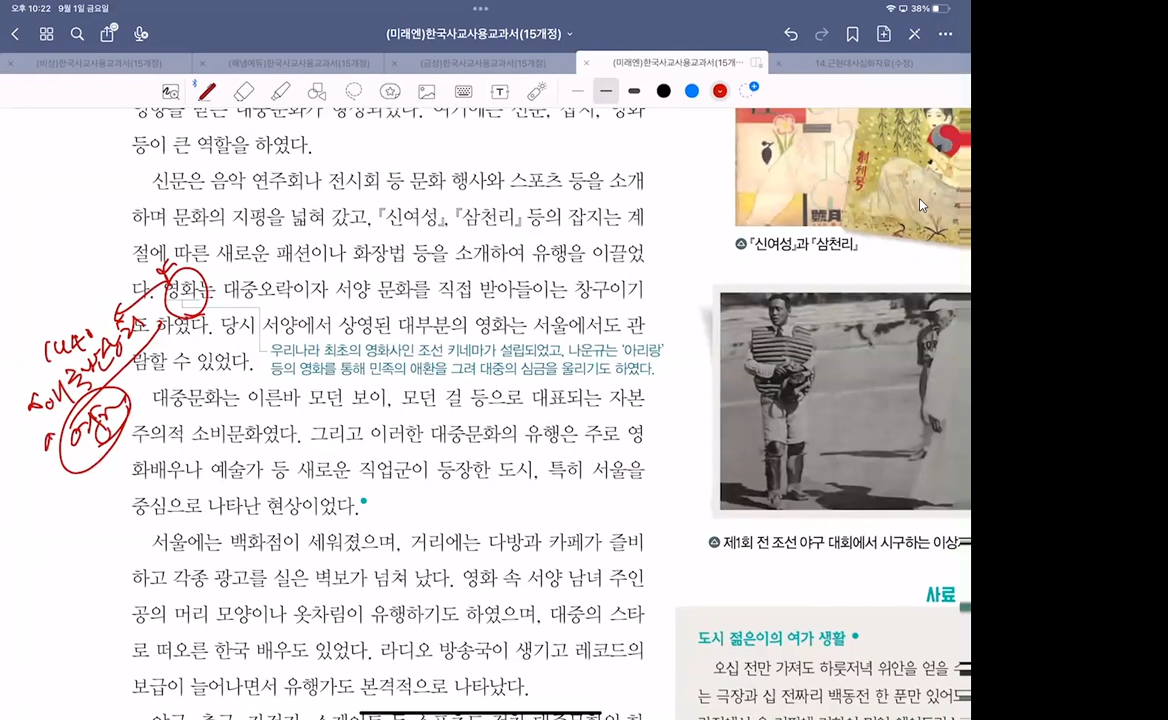 오후 10:22 9월 1일 금요일
38%
(미래엔)한국사교사용교과서(15개정)
(비상)한국사교사용교과서(15개정)
(해냄에듀)한국사교사용교과서(15개정)
(금성)한국사교사용교과서(15개정)
(미래엔)한국사교사용교과서(15개…
14.근현대사심화자료(수정)
등이 큰 역할을 하였다.
신문은 음악 연주회나 전시회 등 문화 행사와 스포츠 등을 소개
하며 문화의 지평을 넓혀 갔고, 『신여성』, 『삼천리』 등의 잡지는 계
절에 따른 새로운 패션이나 화장법 등을 소개하여 유행을 이끌었
다. 영화는 대중오락이자 서양 문화를 직접 받아들이는 창구이기
도 하였다. 당시 서양에서 상영된 대부분의 영화는 서울에서도 관
람할 수 있었다.
우리나라 최초의 영화사인 조선 키네마가 설립되었고, 나운규는 '아리랑'
등의 영화를 통해 민족의 애환을 그려 대중의 심금을 울리기도 하였다.
대중문화는 이른바 모던 보이, 모던 걸 등으로 대표되는 자본
주의적 소비문화였다. 그리고 이러한 대중문화의 유행은 주로 영
화배우나 예술가 등 새로운 직업군이 등장한 도시, 특히 서울을
중심으로 나타난 현상이었다.
서울에는 백화점이 세워졌으며, 거리에는 다방과 카페가 즐비
하고 각종 광고를 실은 벽보가 넘쳐 났다. 영화 속 서양 남녀 주인
공의 머리 모양이나 옷차림이 유행하기도 하였으며, 대중의 스타
로 떠오른 한국 배우도 있었다. 라디오 방송국이 생기고 레코드의
보급이 늘어나면서 유행가도 본격적으로 나타났다.
創刊号
號月
『신여성』과 『삼천리』
제1회 전 조선 야구 대회에서 시구하는 이상
사료
도시 젊은이의 여가 생활
오십 전만 가져도 하룻저녁 위안을 얻을 수
는 극장과 십 전짜리 백동전 한 푼만 있어도